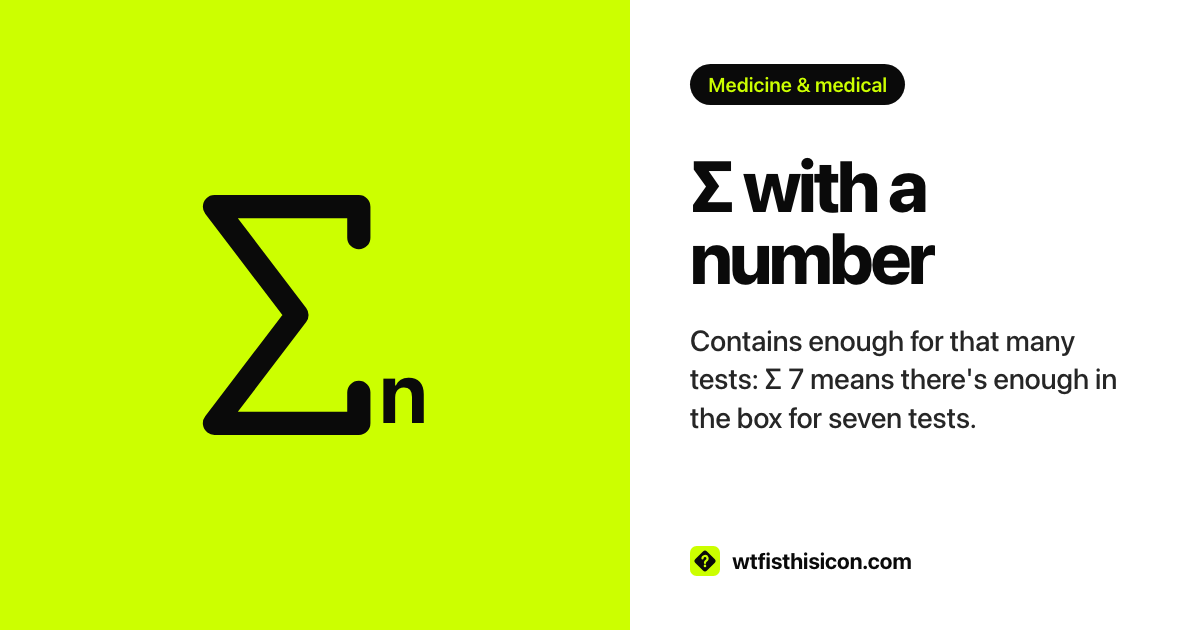 Σn
Medicine & medical
Σ with a
number
Contains enough for that many
tests: Σ 7 means there's enough in
the box for seven tests.
?
wtfisthisicon.com